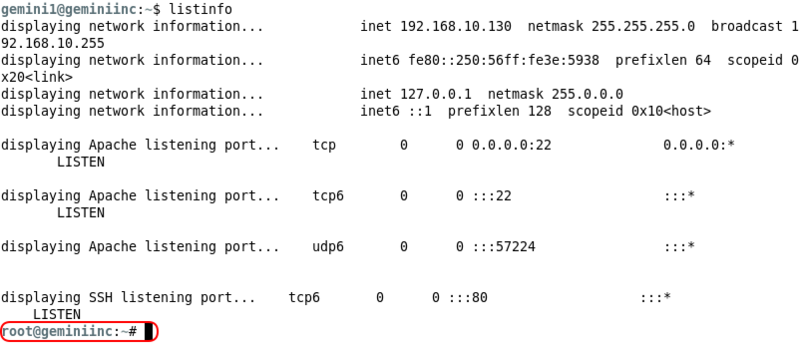 gemini1@geminiinc:~$ listinfo
displaying network information...            inet 192.168.10.130  netmask 255.255.255.0  broadcast 1
92.168.10.255
displaying network information...            inet6 fe80::250:56ff:fe3e:5938  prefixlen 64  scopeid 0
x20<link>
displaying network information...            inet 127.0.0.1  netmask 255.0.0.0
displaying network information...            inet6 ::1  prefixlen 128  scopeid 0x10<host>
displaying Apache listening port...    tcp        0      0 0.0.0.0:22              0.0.0.0:*
       LISTEN
displaying Apache listening port...    tcp6       0      0 :::22                   :::*
       LISTEN
displaying Apache listening port...    udp6       0      0 :::57224                :::*
displaying SSH listening port...    tcp6       0      0 :::80                   :::*
    LISTEN
root@geminiinc:~#